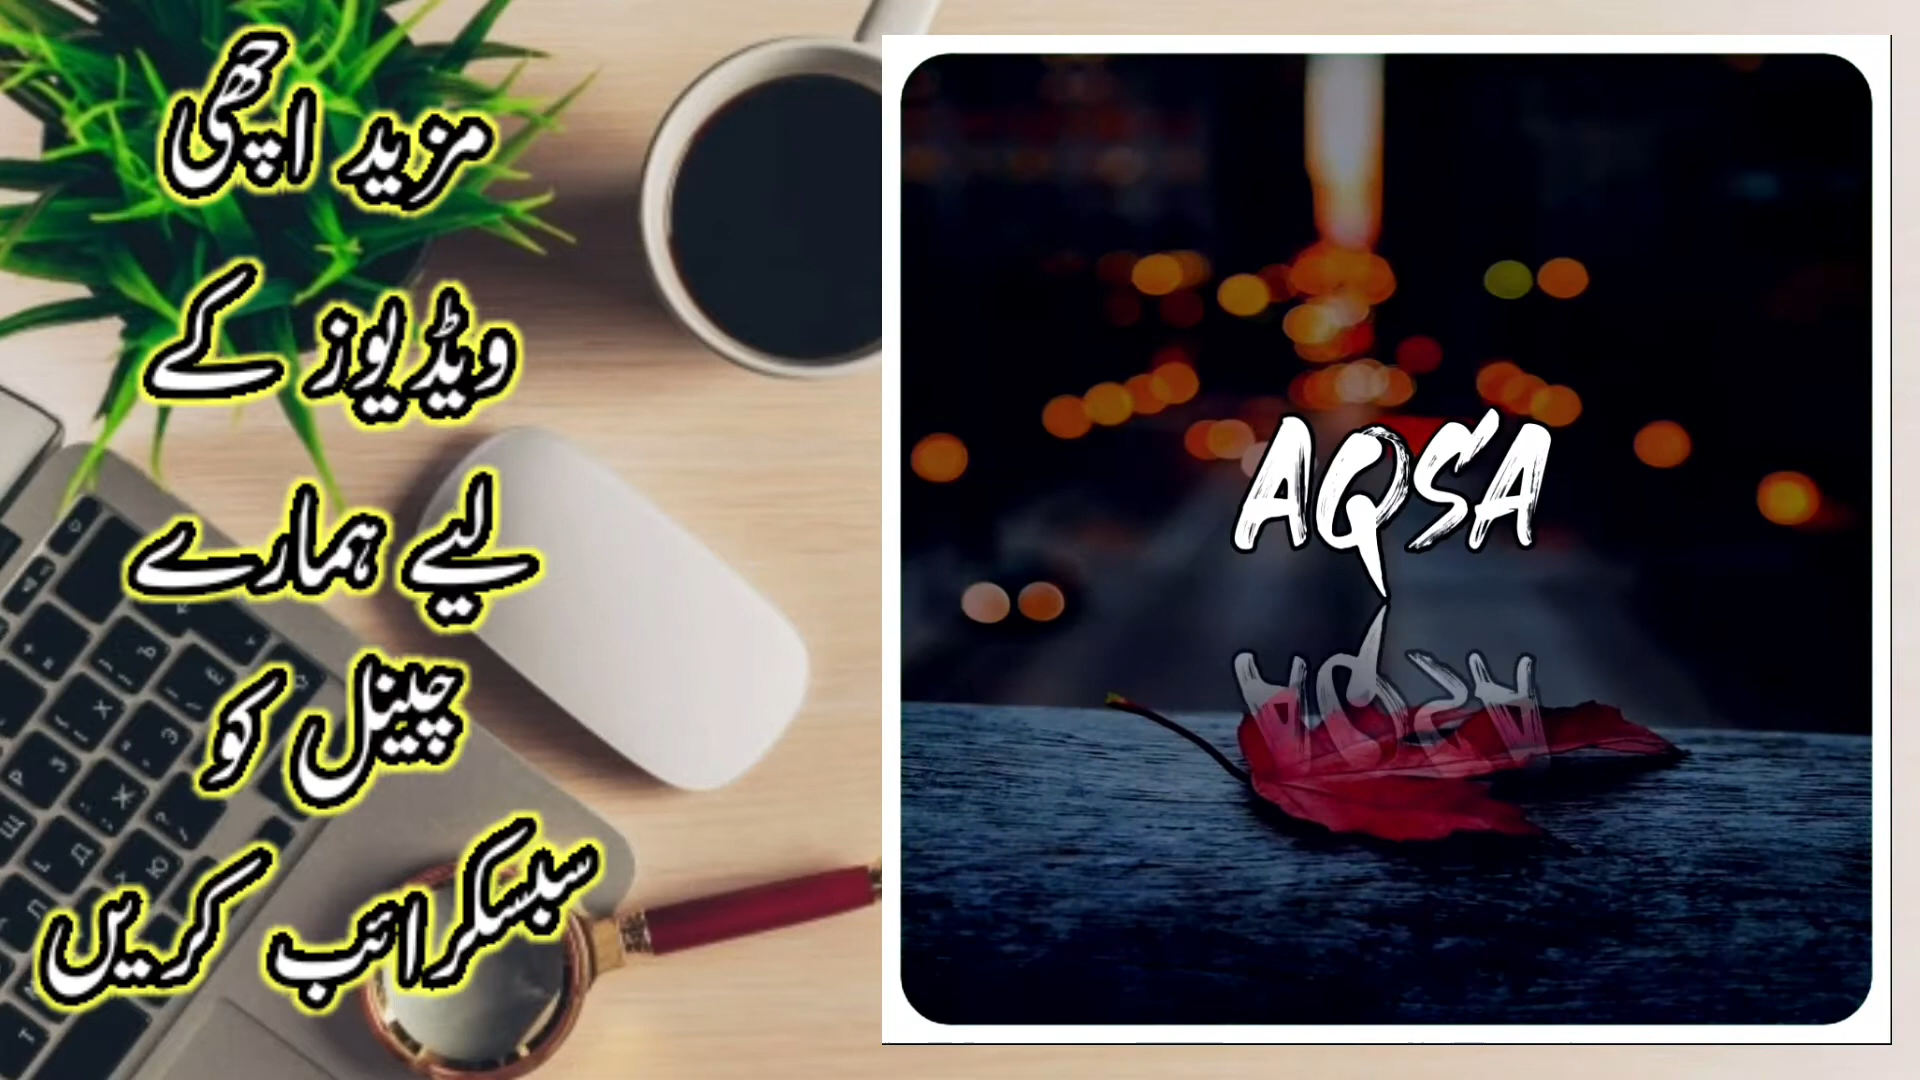 مزید اچھی
ویڈیوز کے
لیے ہمارے
چینل کو
سبسکرائب کریں
AQSA